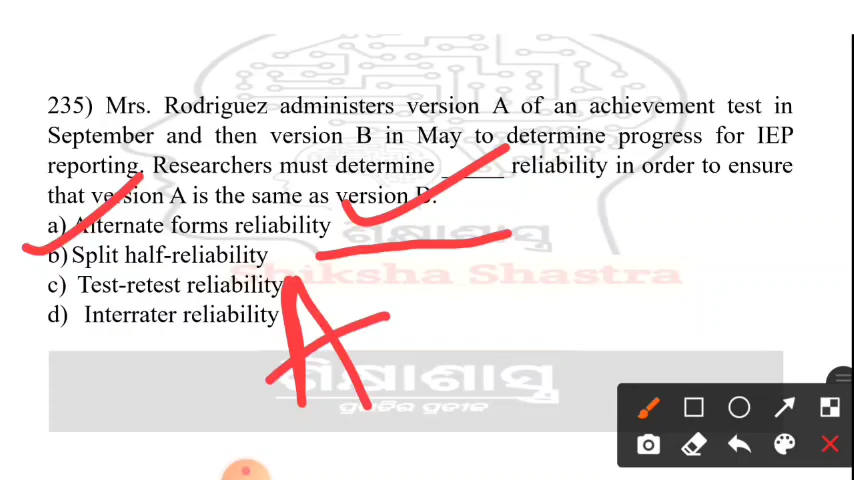 235) Mrs. Rodriguez administers version A of an achievement test in
September and then version B in May to determine progress for IEP
reporting. Researchers must determine _____ reliability in order to ensure
that version A is the same as version B.
a) Alternate forms reliability
ଶିକ୍ଷାଶାସ୍ତ୍ର
b) Split half-reliability
Shiksha Shastra
c) Test-retest reliability
d) Interrater reliability
A
ଶିକ୍ଷାଶାସ୍ତ୍ର
ପ୍ରଗତିର ପ୍ରତୀକ